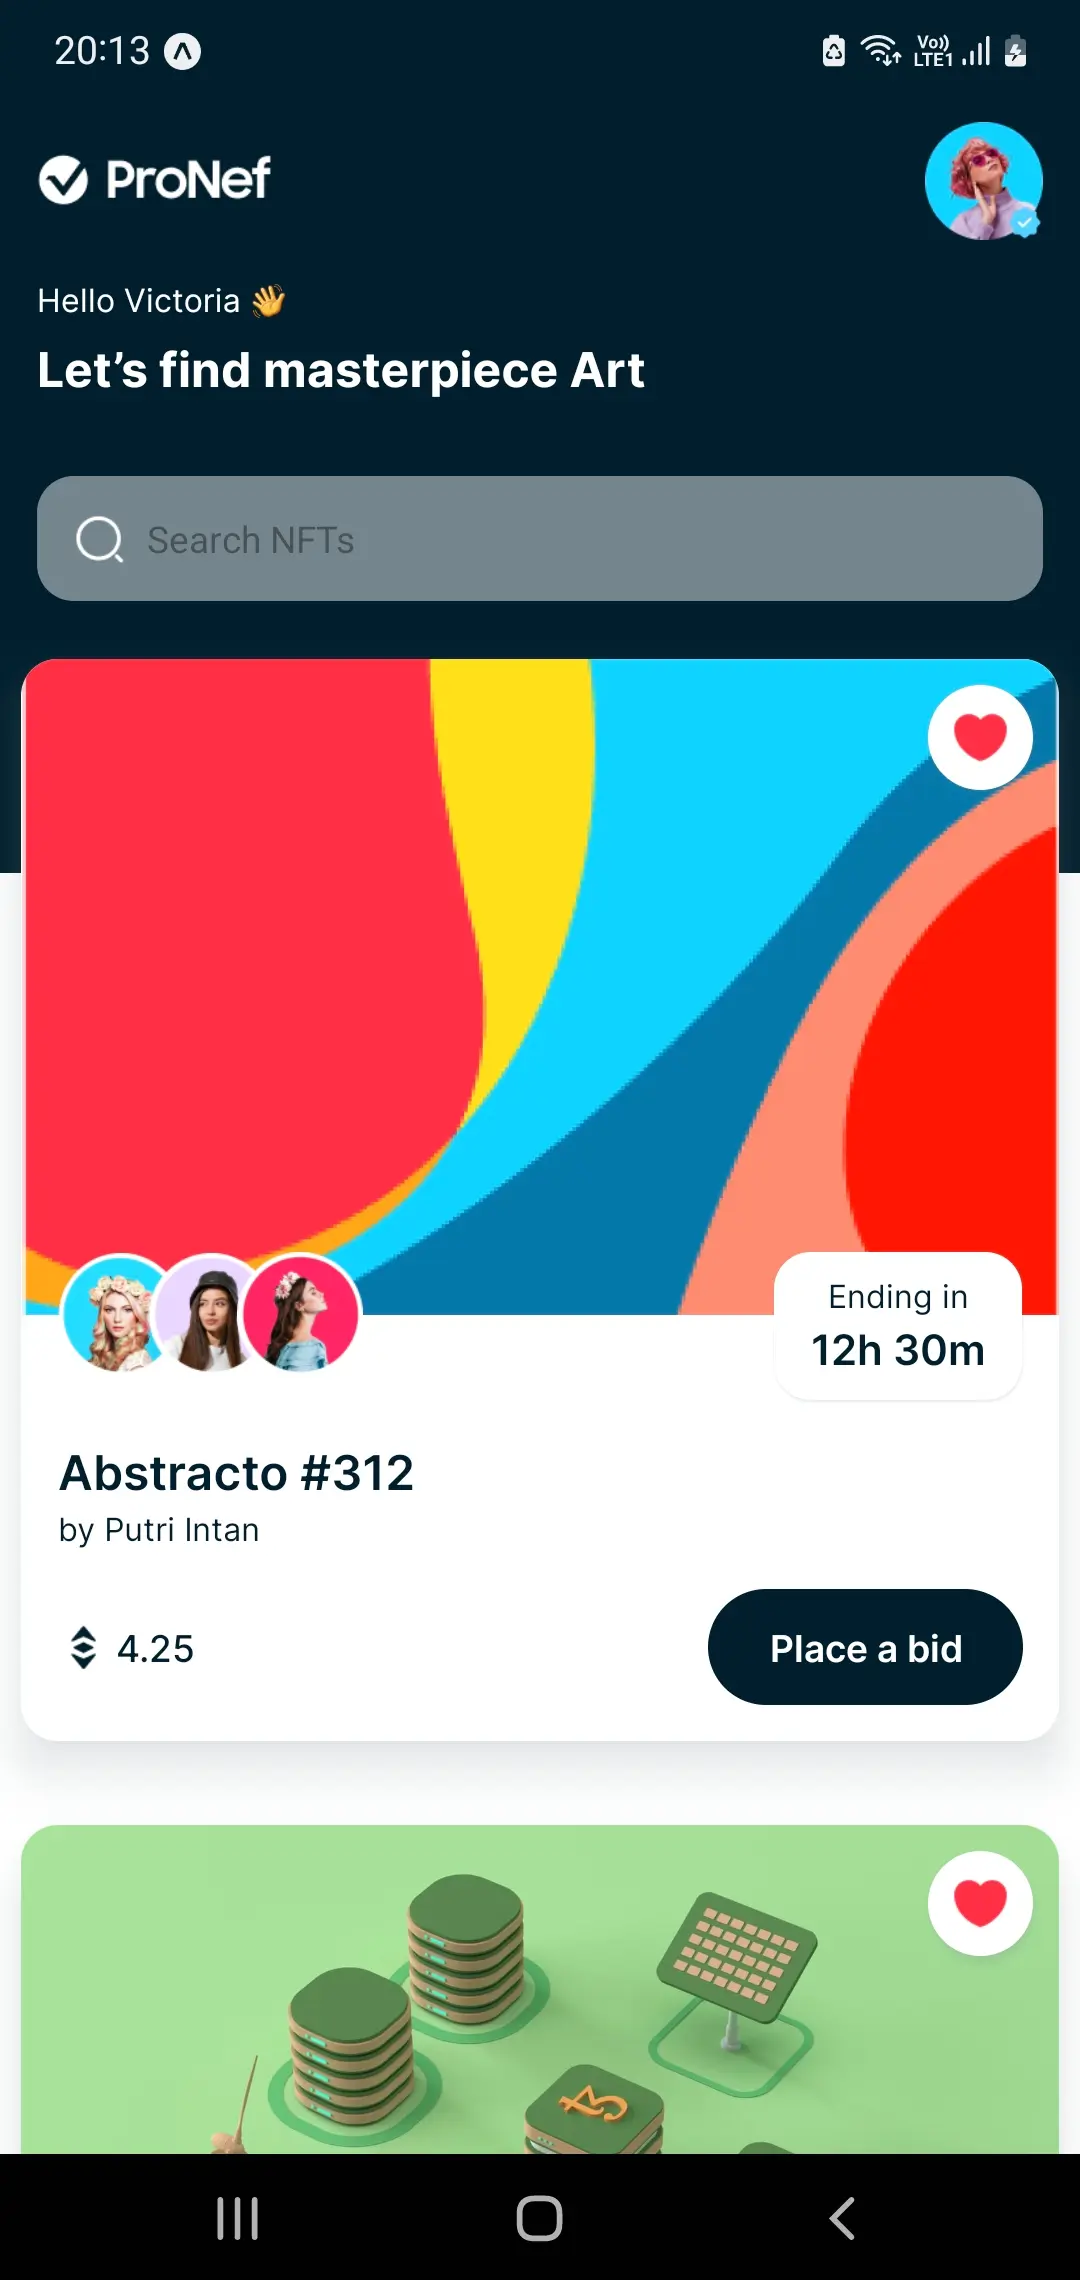 20:13
Vo))
LTE1
ProNef
Hello Victoria 👋
Let’s find masterpiece Art
Search NFTs
Ending in
12h 30m
Abstracto #312
by Putri Intan
4.25
Place a bid